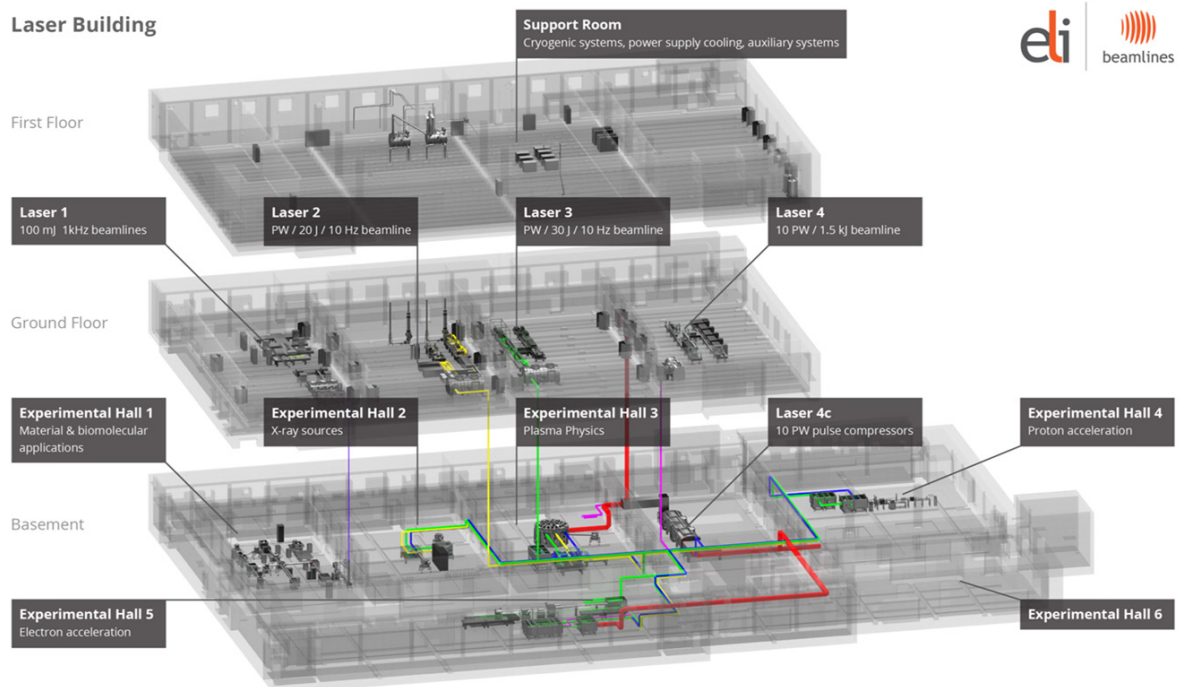 Laser Building
eli
beamlines
Support Room
Cryogenic systems, power supply cooling, auxiliary systems
First Floor
Laser 1
100 mJ 1kHz beamlines
Laser 2
PW / 20 J / 10 Hz beamline
Laser 3
PW / 30 J / 10 Hz beamline
Laser 4
10 PW / 1.5 kJ beamline
Ground Floor
Experimental Hall 1
Material & biomolecular
applications
Experimental Hall 2
X-ray sources
Experimental Hall 3
Plasma Physics
Laser 4c
10 PW pulse compressors
Experimental Hall 4
Proton acceleration
Basement
Experimental Hall 5
Electron acceleration
Experimental Hall 6